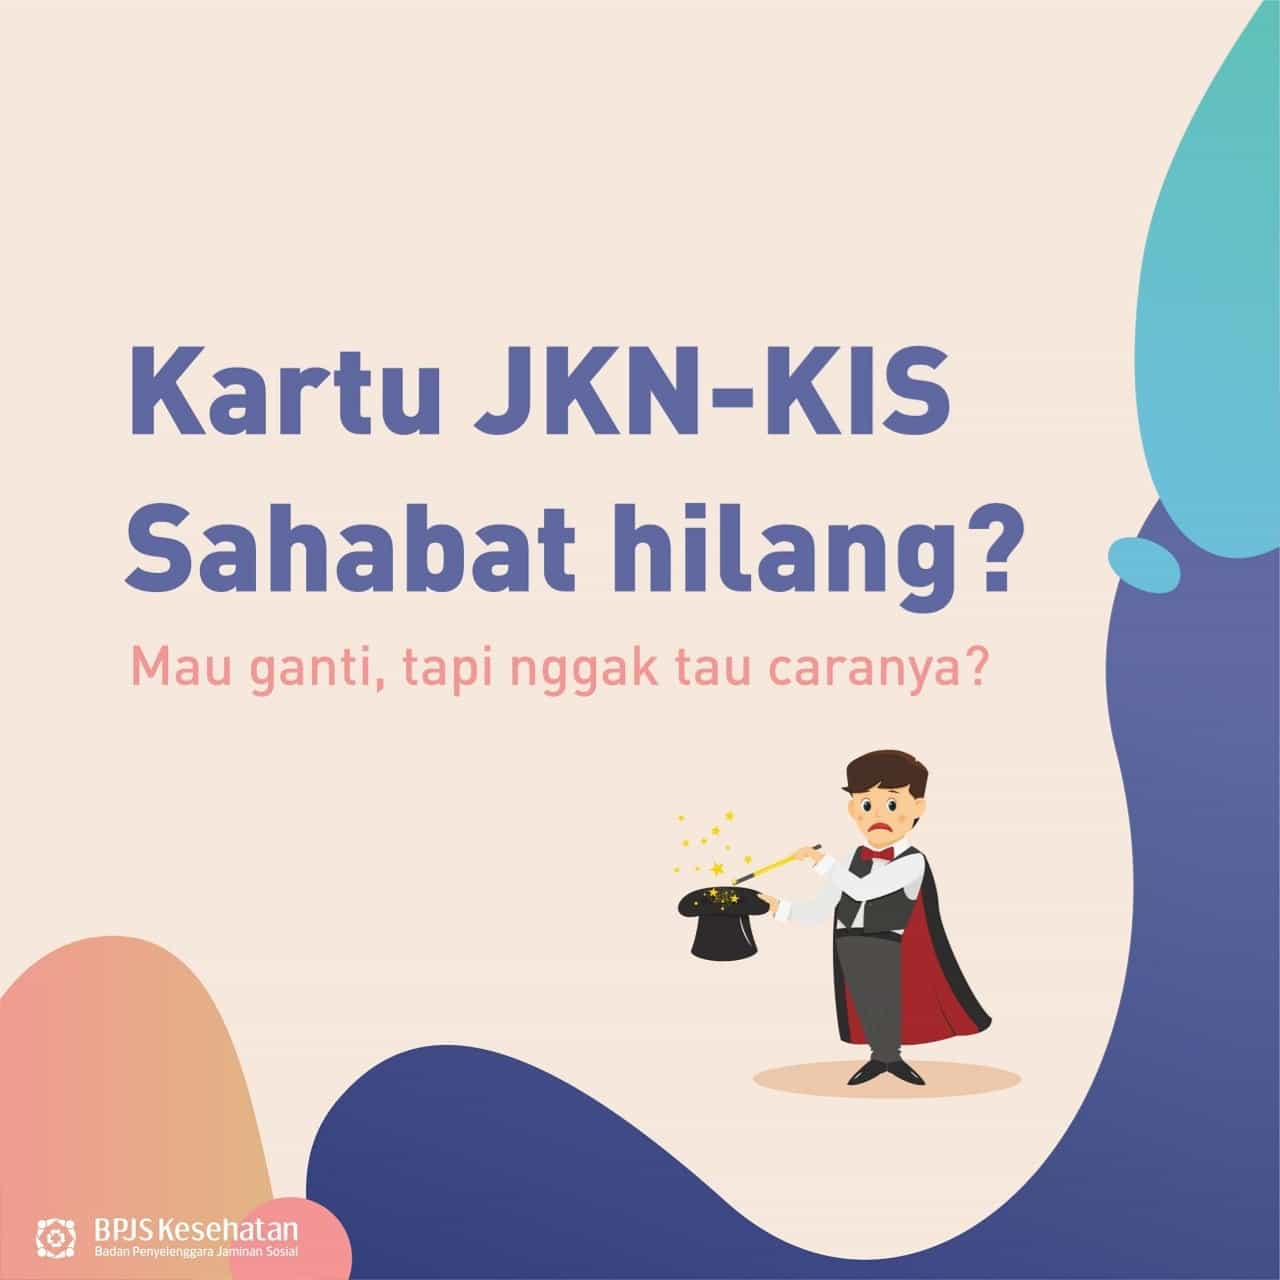 Kartu JKN-KIS
Sahabat hilang?
Mau ganti, tapi nggak tau caranya?
BPJS Kesehatan
Badan Penyelenggara Jaminan Sosial